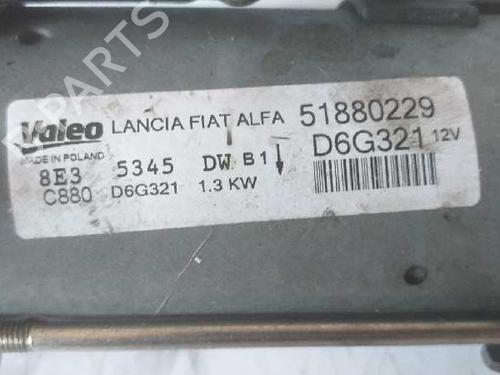 Valeo LANCIA FIAT ALFA 51880229
MADE IN POLAND D6G321 12V
8E3 5345 DW B1 ↓
C880 D6G321 1.3 KW